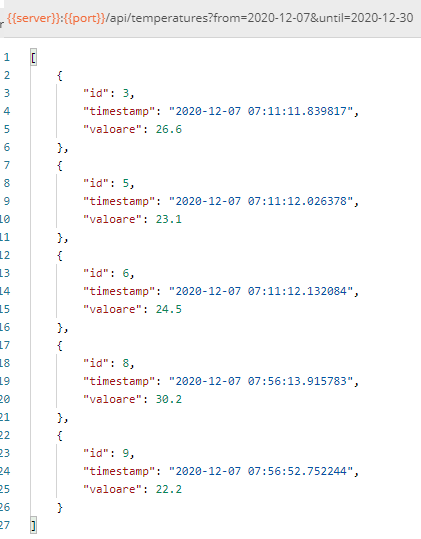 {{server}}:{{port}}/api/temperatures?from=2020-12-07&until=2020-12-30
1 [
2 {
3 "id": 3,
4 "timestamp": "2020-12-07 07:11:11.839817",
5 "valoare": 26.6
6 },
7 {
8 "id": 5,
9 "timestamp": "2020-12-07 07:11:12.026378",
10 "valoare": 23.1
11 },
12 {
13 "id": 6,
14 "timestamp": "2020-12-07 07:11:12.132084",
15 "valoare": 24.5
16 },
17 {
18 "id": 8,
19 "timestamp": "2020-12-07 07:56:13.915783",
20 "valoare": 30.2
21 },
22 {
23 "id": 9,
24 "timestamp": "2020-12-07 07:56:52.752244",
25 "valoare": 22.2
26 }
27 ]